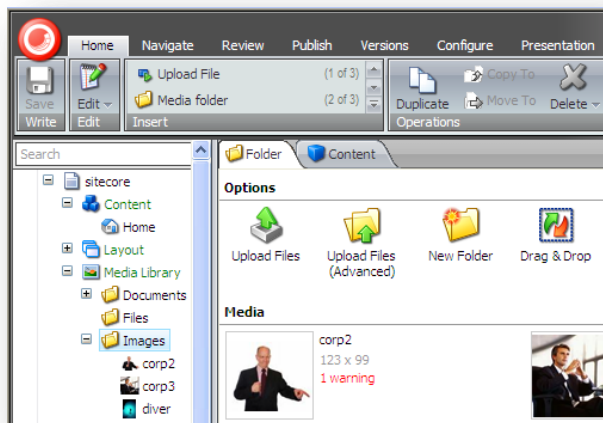 Home Navigate Review Publish Versions Configure Presentation
Save Edit Upload File (1 of 3) Duplicate Copy To Move To Delete
Media folder (2 of 3)
Write Edit Insert Operations
Search
Folder Content
sitecore
Content
Home
Layout
Media Library
Documents
Files
Images
corp2
corp3
diver
Options
Upload Files Upload Files (Advanced) New Folder Drag & Drop
Media
corp2
123 x 99
1 warning